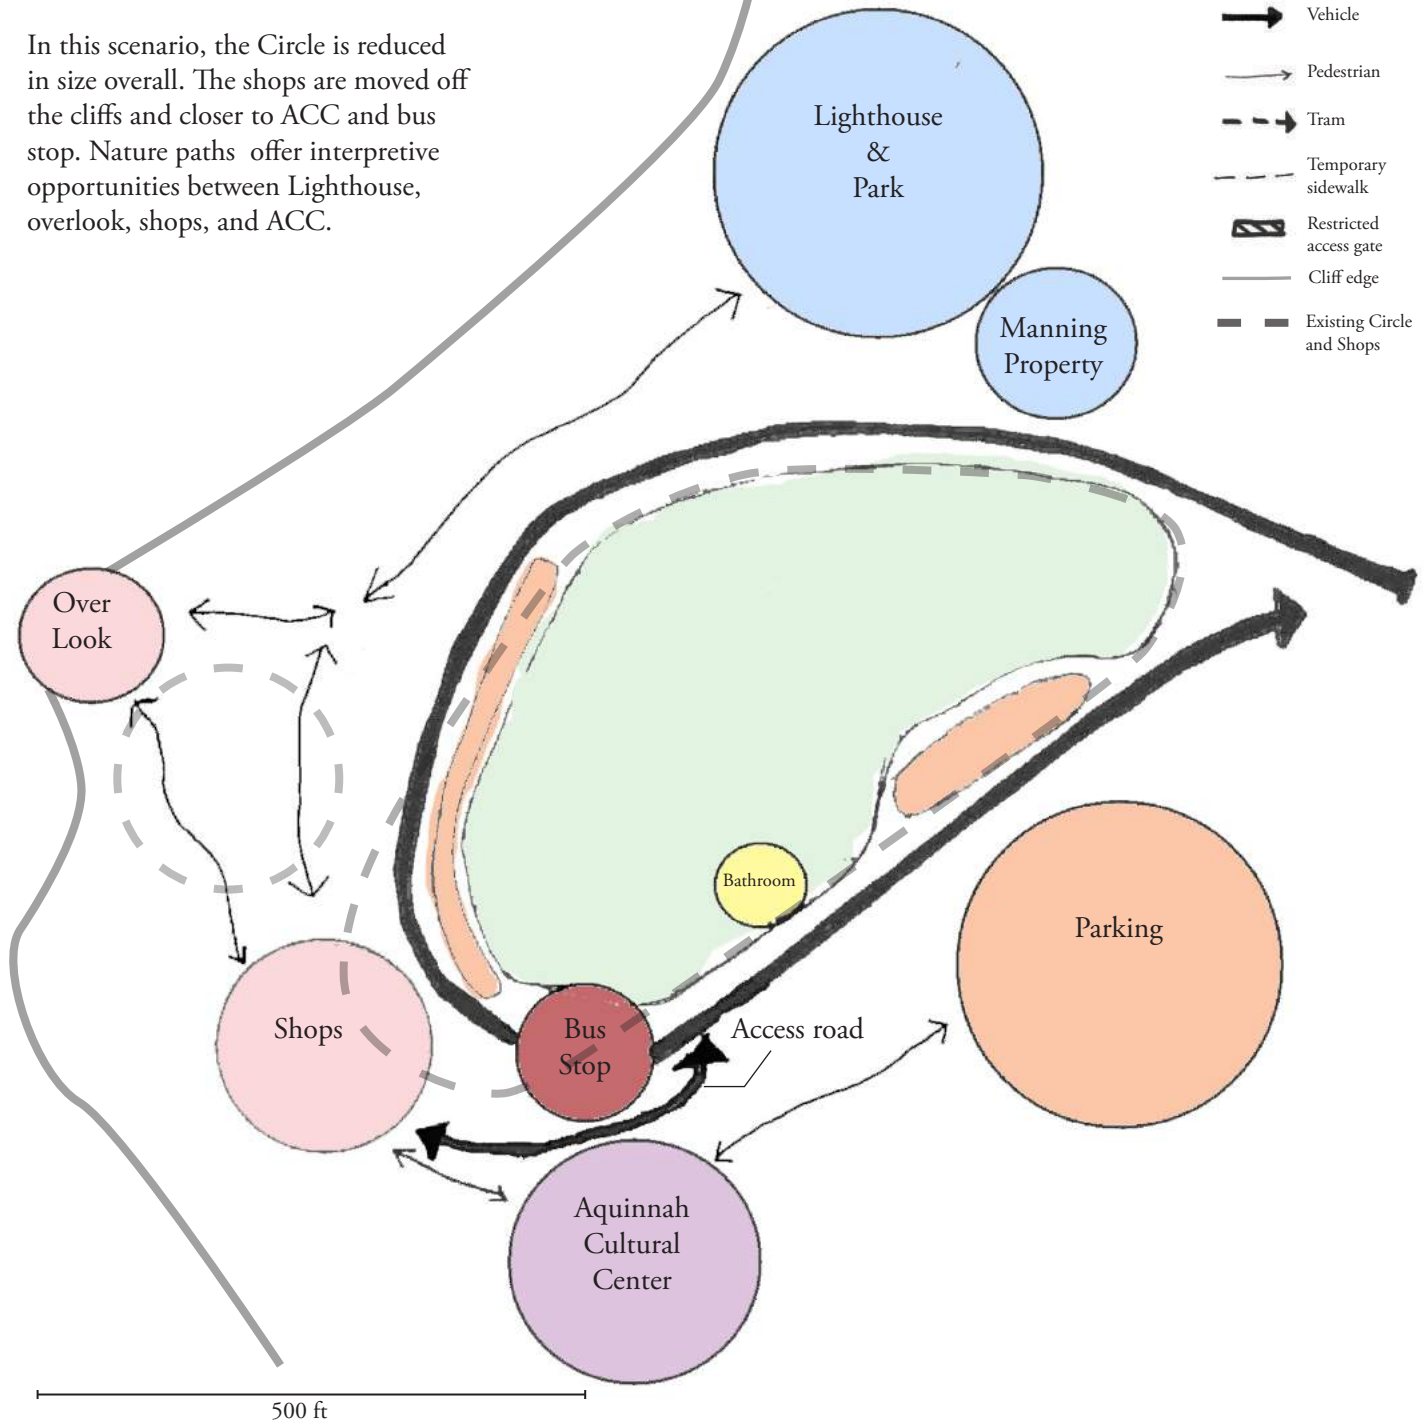 In this scenario, the Circle is reduced
in size overall. The shops are moved off
the cliffs and closer to ACC and bus
stop. Nature paths offer interpretive
opportunities between Lighthouse,
overlook, shops, and ACC.
Vehicle
Pedestrian
Tram
Temporary
sidewalk
Restricted
access gate
Cliff edge
Existing Circle
and Shops
Lighthouse
&
Park
Manning
Property
Over
Look
Bathroom
Parking
Shops
Bus
Stop
Access road
Aquinnah
Cultural
Center
500 ft